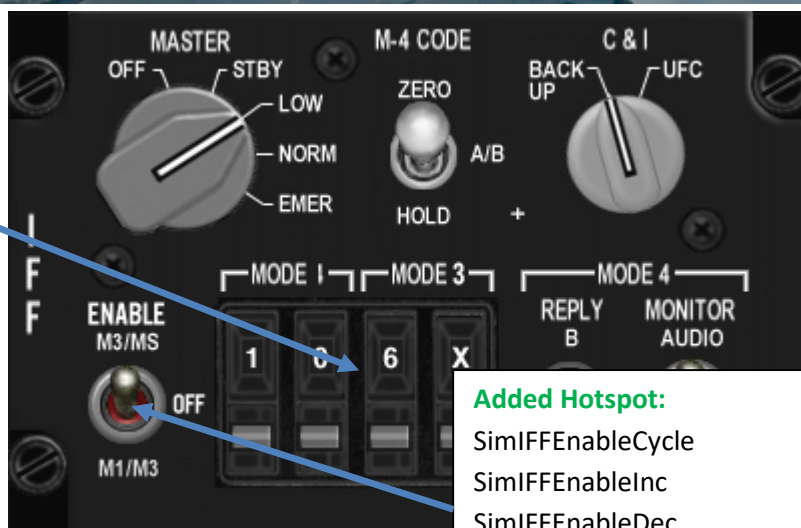 MASTER
M-4 CODE
C & I
OFF
STBY
LOW
NORM
EMER
ZERO
A/B
HOLD
BACK
UP
UFC
+
I
F
F
MODE
MODE 3
MODE 4
ENABLE
M3/MS
OFF
M1/M3
1
6
X
REPLY
B
MONITOR
AUDIO
Added Hotspot:
SimIFFEnableCycle
SimIFFEnableInc
SimIFFEnableDec